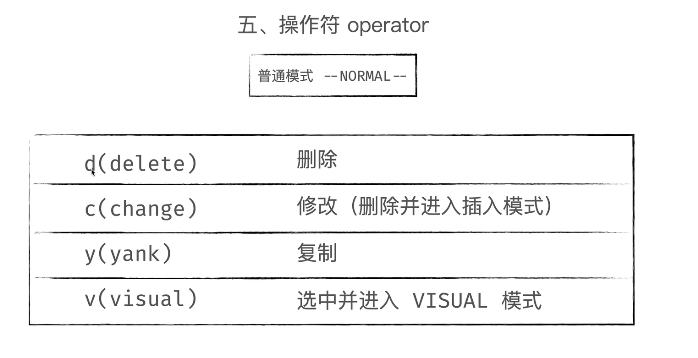 五、操作符 operator
普通模式 --NORMAL--
d(delete) 删除
c(change) 修改（删除并进入插入模式）
y(yank) 复制
v(visual) 选中并进入 VISUAL 模式